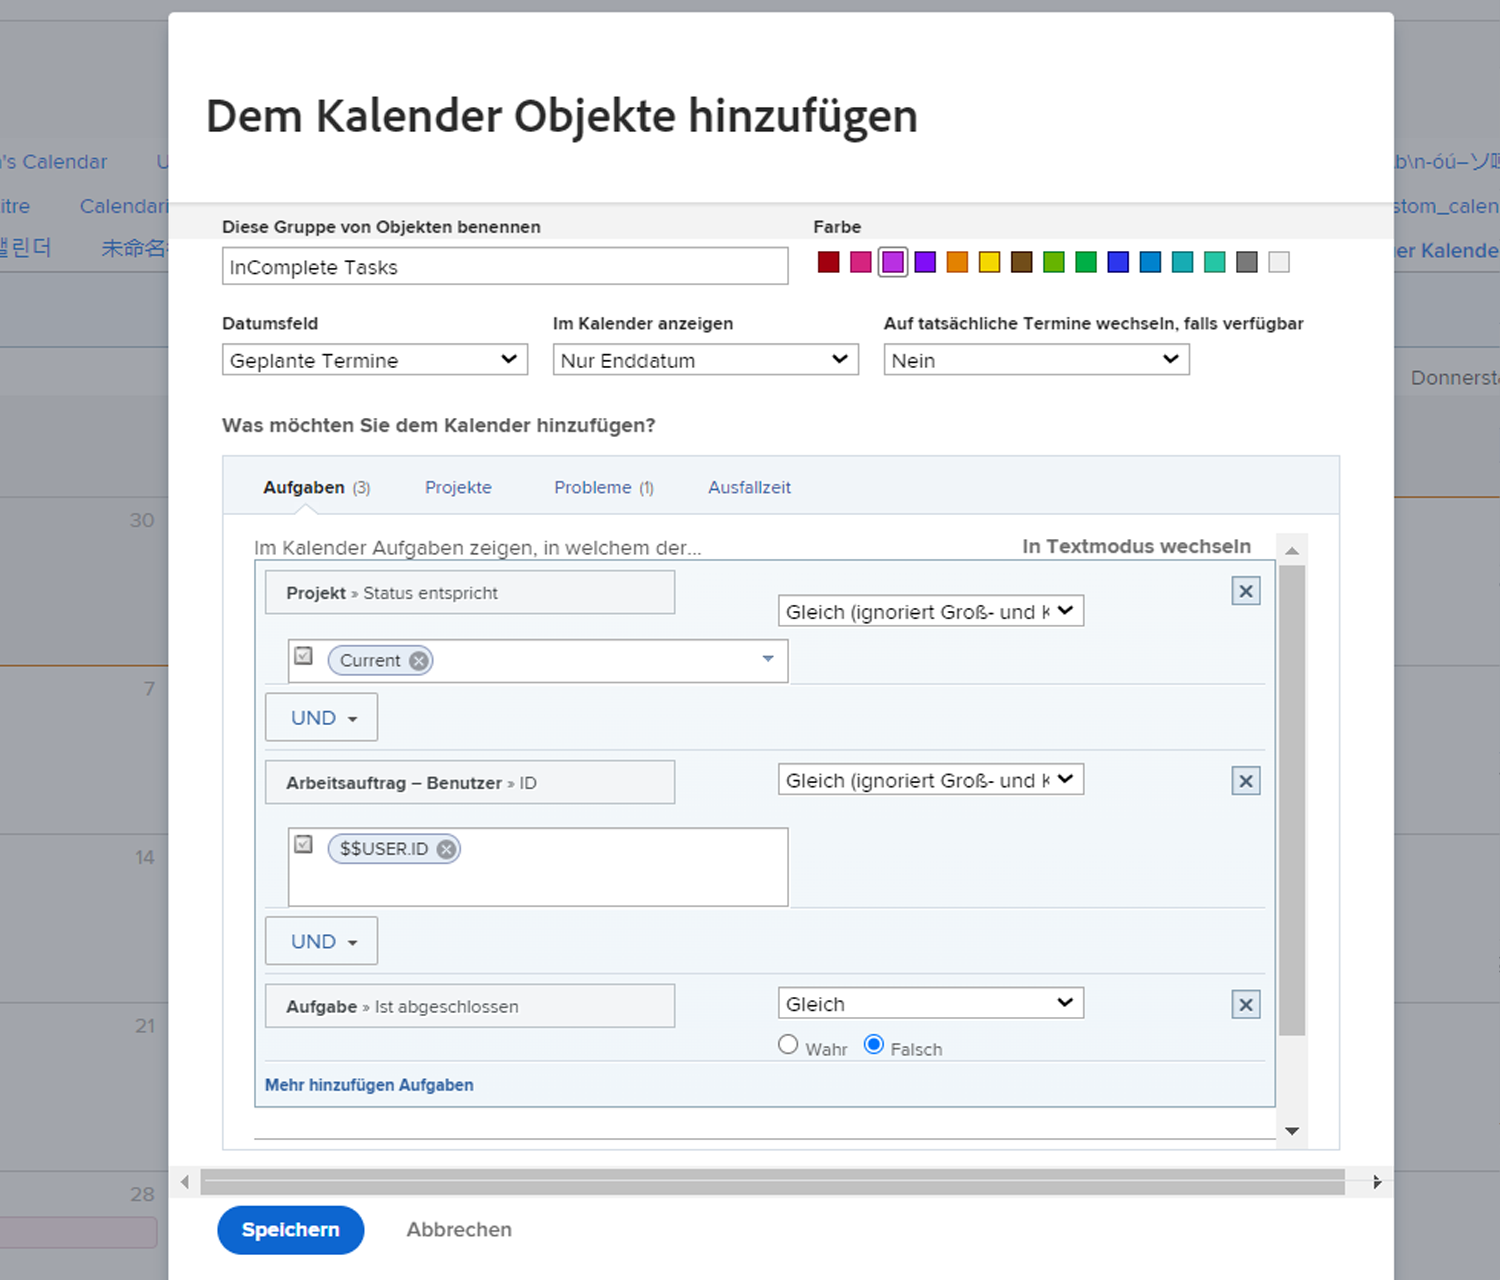 Dem Kalender Objekte hinzufügen
's Calendar
itre
Calendari
캘린더
未命名
b\n-óú–ソ
stom_calen
er Kalende
Diese Gruppe von Objekten benennen
Farbe
InComplete Tasks
Datumsfeld
Im Kalender anzeigen
Auf tatsächliche Termine wechseln, falls verfügbar
Geplante Termine
Nur Enddatum
Nein
Donnerst
Was möchten Sie dem Kalender hinzufügen?
Aufgaben (3)
Projekte
Probleme (1)
Ausfallzeit
30
Im Kalender Aufgaben zeigen, in welchem der...
In Textmodus wechseln
Projekt » Status entspricht
Gleich (ignoriert Groß- und K
Current
7
UND
Arbeitsauftrag – Benutzer » ID
Gleich (ignoriert Groß- und K
$$USER.ID
14
UND
Aufgabe » Ist abgeschlossen
Gleich
21
Wahr
Falsch
Mehr hinzufügen Aufgaben
28
Speichern
Abbrechen